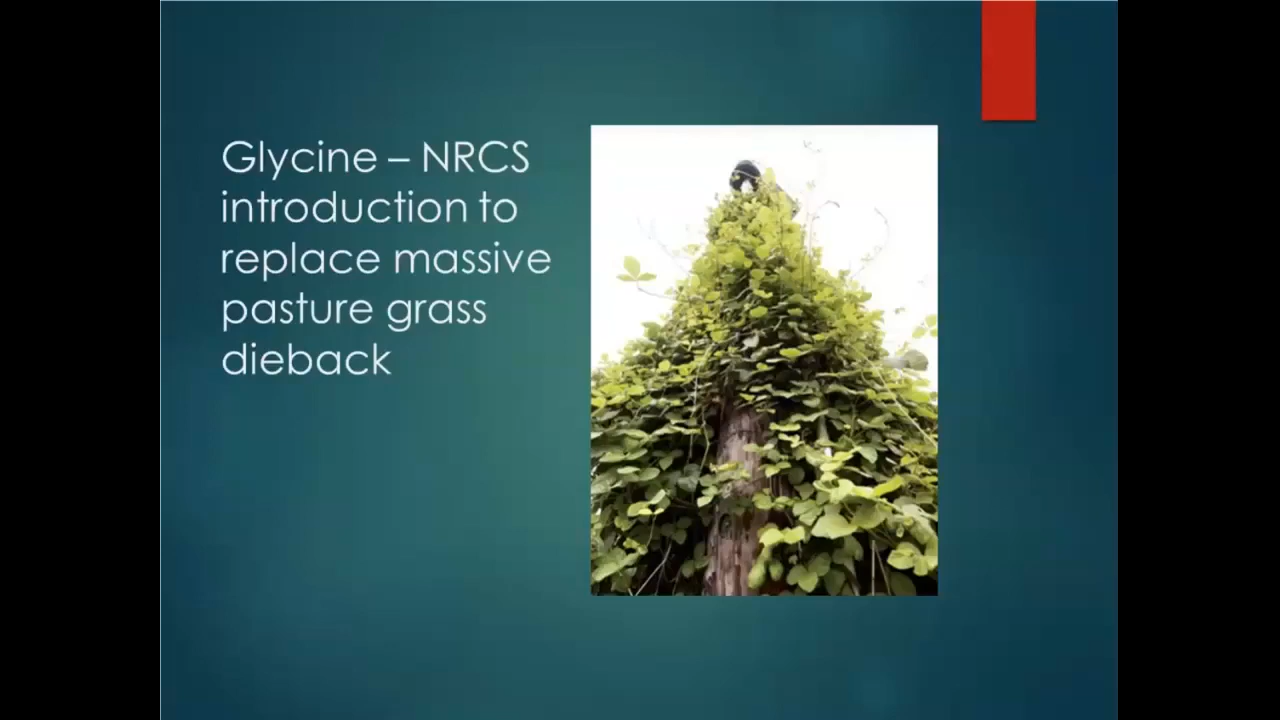 Glycine – NRCS
introduction to
replace massive
pasture grass
dieback